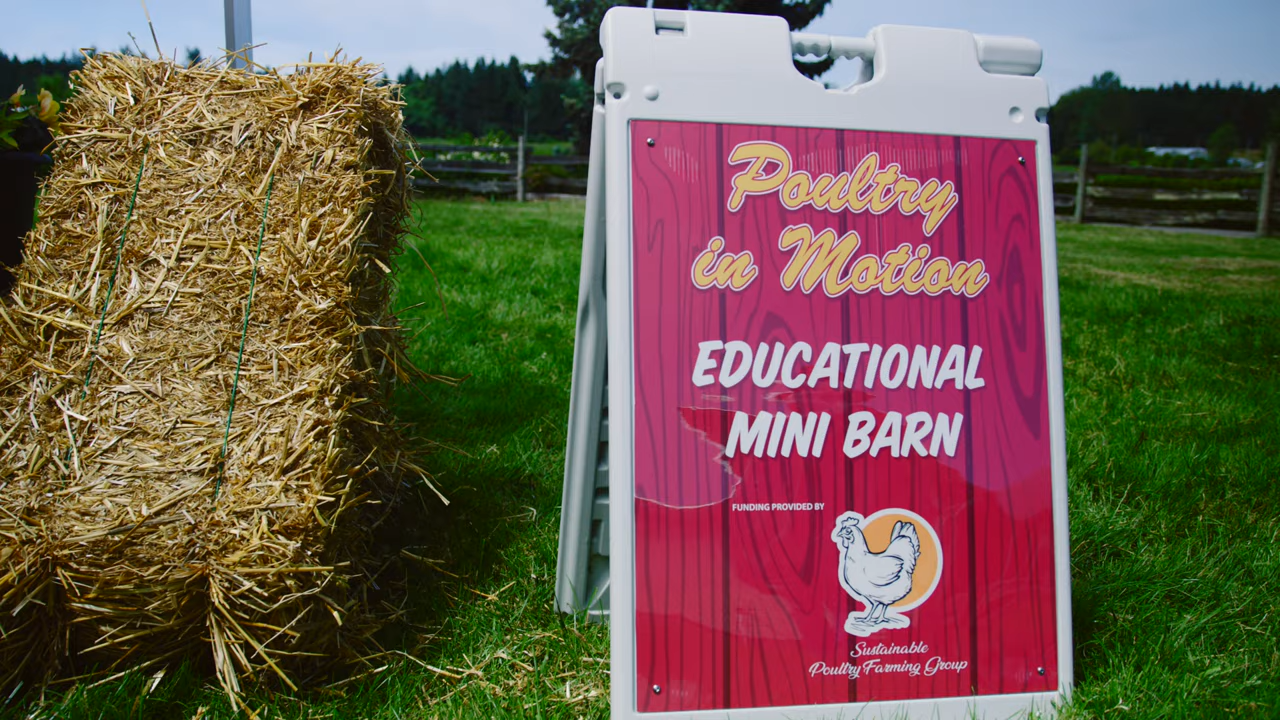 Poultry
in Motion
EDUCATIONAL
MINI BARN
FUNDING PROVIDED BY
Sustainable
Poultry Farming Group